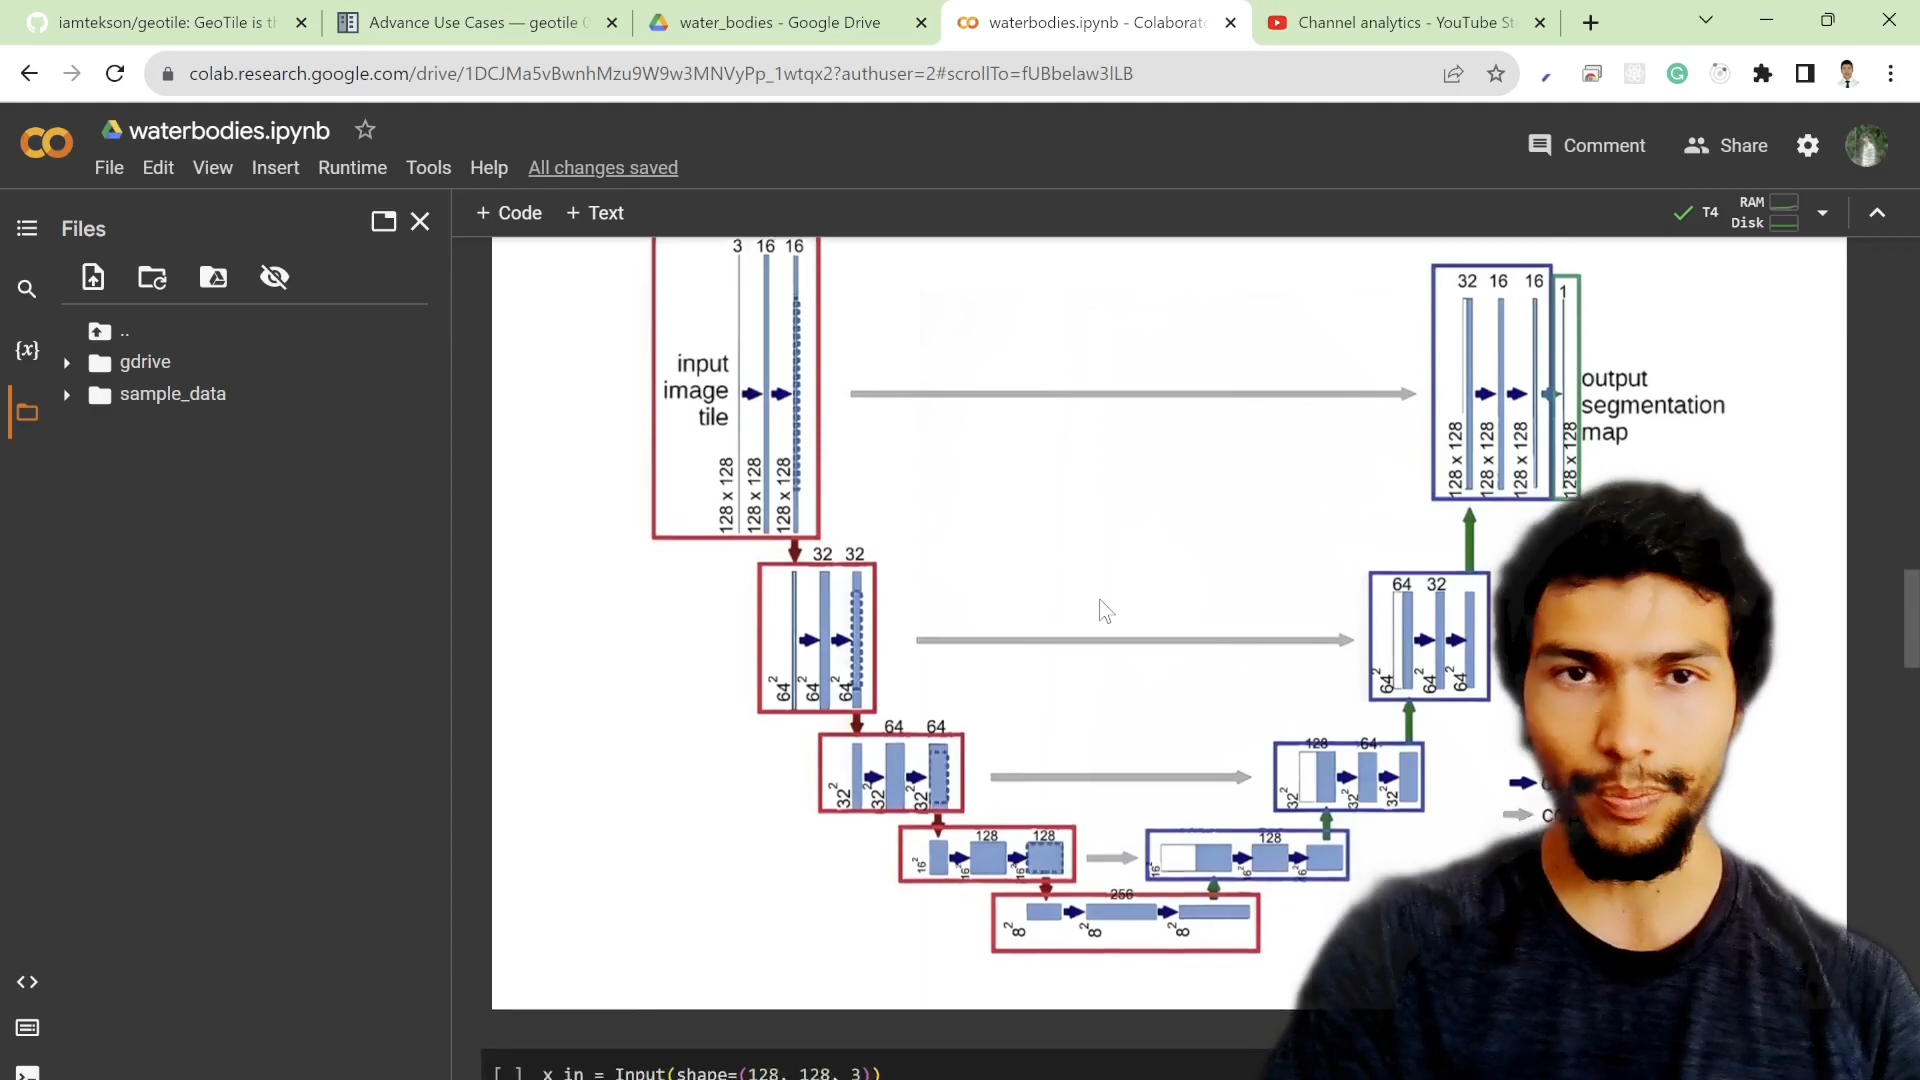 iamtekson/geotile: GeoTile is th
Advance Use Cases — geotile 0
water_bodies - Google Drive
waterbodies.ipynb - Colaborato
Channel analytics - YouTube St
colab.research.google.com/drive/1DCJMa5vBwnhMzu9W9w3MNVyPp_1wtqx2?authuser=2#scrollTo=fUBbelaw3lLB
waterbodies.ipynb
File Edit View Insert Runtime Tools Help All changes saved
Comment
Share
Files
+ Code + Text
T4
RAM
Disk
..
gdrive
sample_data
{x}
3 16 16
input
image
tile
128 x 128
128 x 128
128 x 128
32 16 16
1
128 x 128
128 x 128
128 x 128
128 x 128
output
segmentation
map
32 32
64²
64²
64²
64 32
64²
64²
64²
64 64
32²
32²
32²
128 64
32²
32²
32²
128 128
16²
16²
16²
128
16²
16²
16²
256
8²
8²
8²
[ ] x_in = Input(shape=(128, 128, 3))